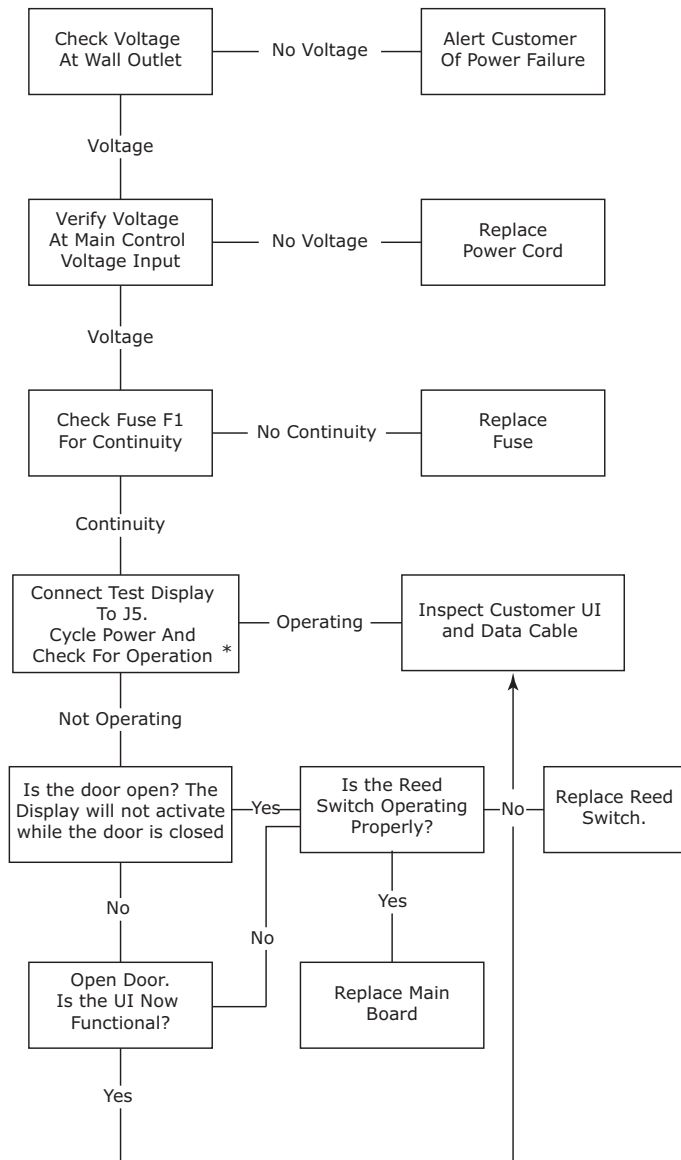 Check Voltage
At Wall Outlet
No Voltage
Alert Customer
Of Power Failure
Voltage
Verify Voltage
At Main Control
Voltage Input
No Voltage
Replace
Power Cord
Voltage
Check Fuse F1
For Continuity
No Continuity
Replace
Fuse
Continuity
Connect Test Display
To J5.
Cycle Power And
Check For Operation *
Operating
Inspect Customer UI
and Data Cable
Not Operating
Is the door open? The
Display will not activate
while the door is closed
Yes
Is the Reed
Switch Operating
Properly?
No
Replace Reed
Switch.
No
Yes
No
Open Door.
Is the UI Now
Functional?
Replace Main
Board
Yes